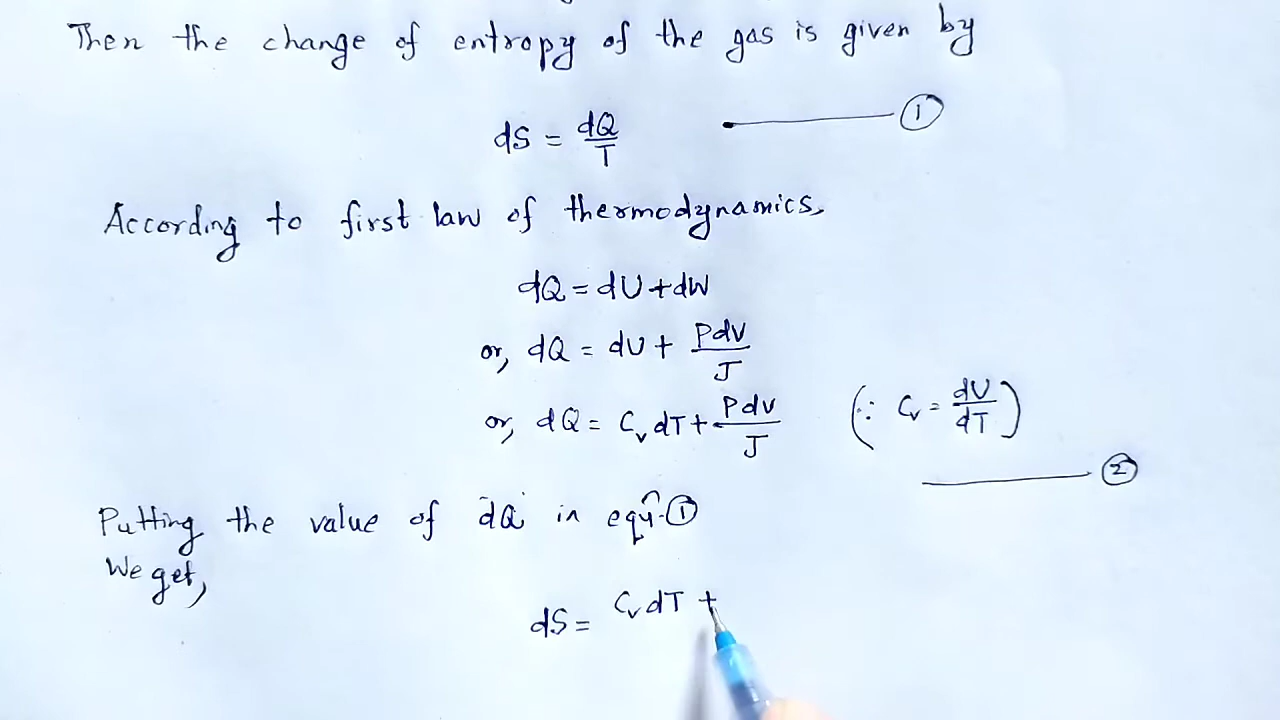 Then the change of entropy of the gas is given by
dS = dQ/T ——— ①
According to first law of thermodynamics,
dQ = dU + dW
or, dQ = dU + PdV/J
or, dQ = CᵥdT + PdV/J (∵ Cᵥ = dU/dT)
——— ②
Putting the value of 'dQ' in equⁿ-①
We get,
dS = CᵥdT +